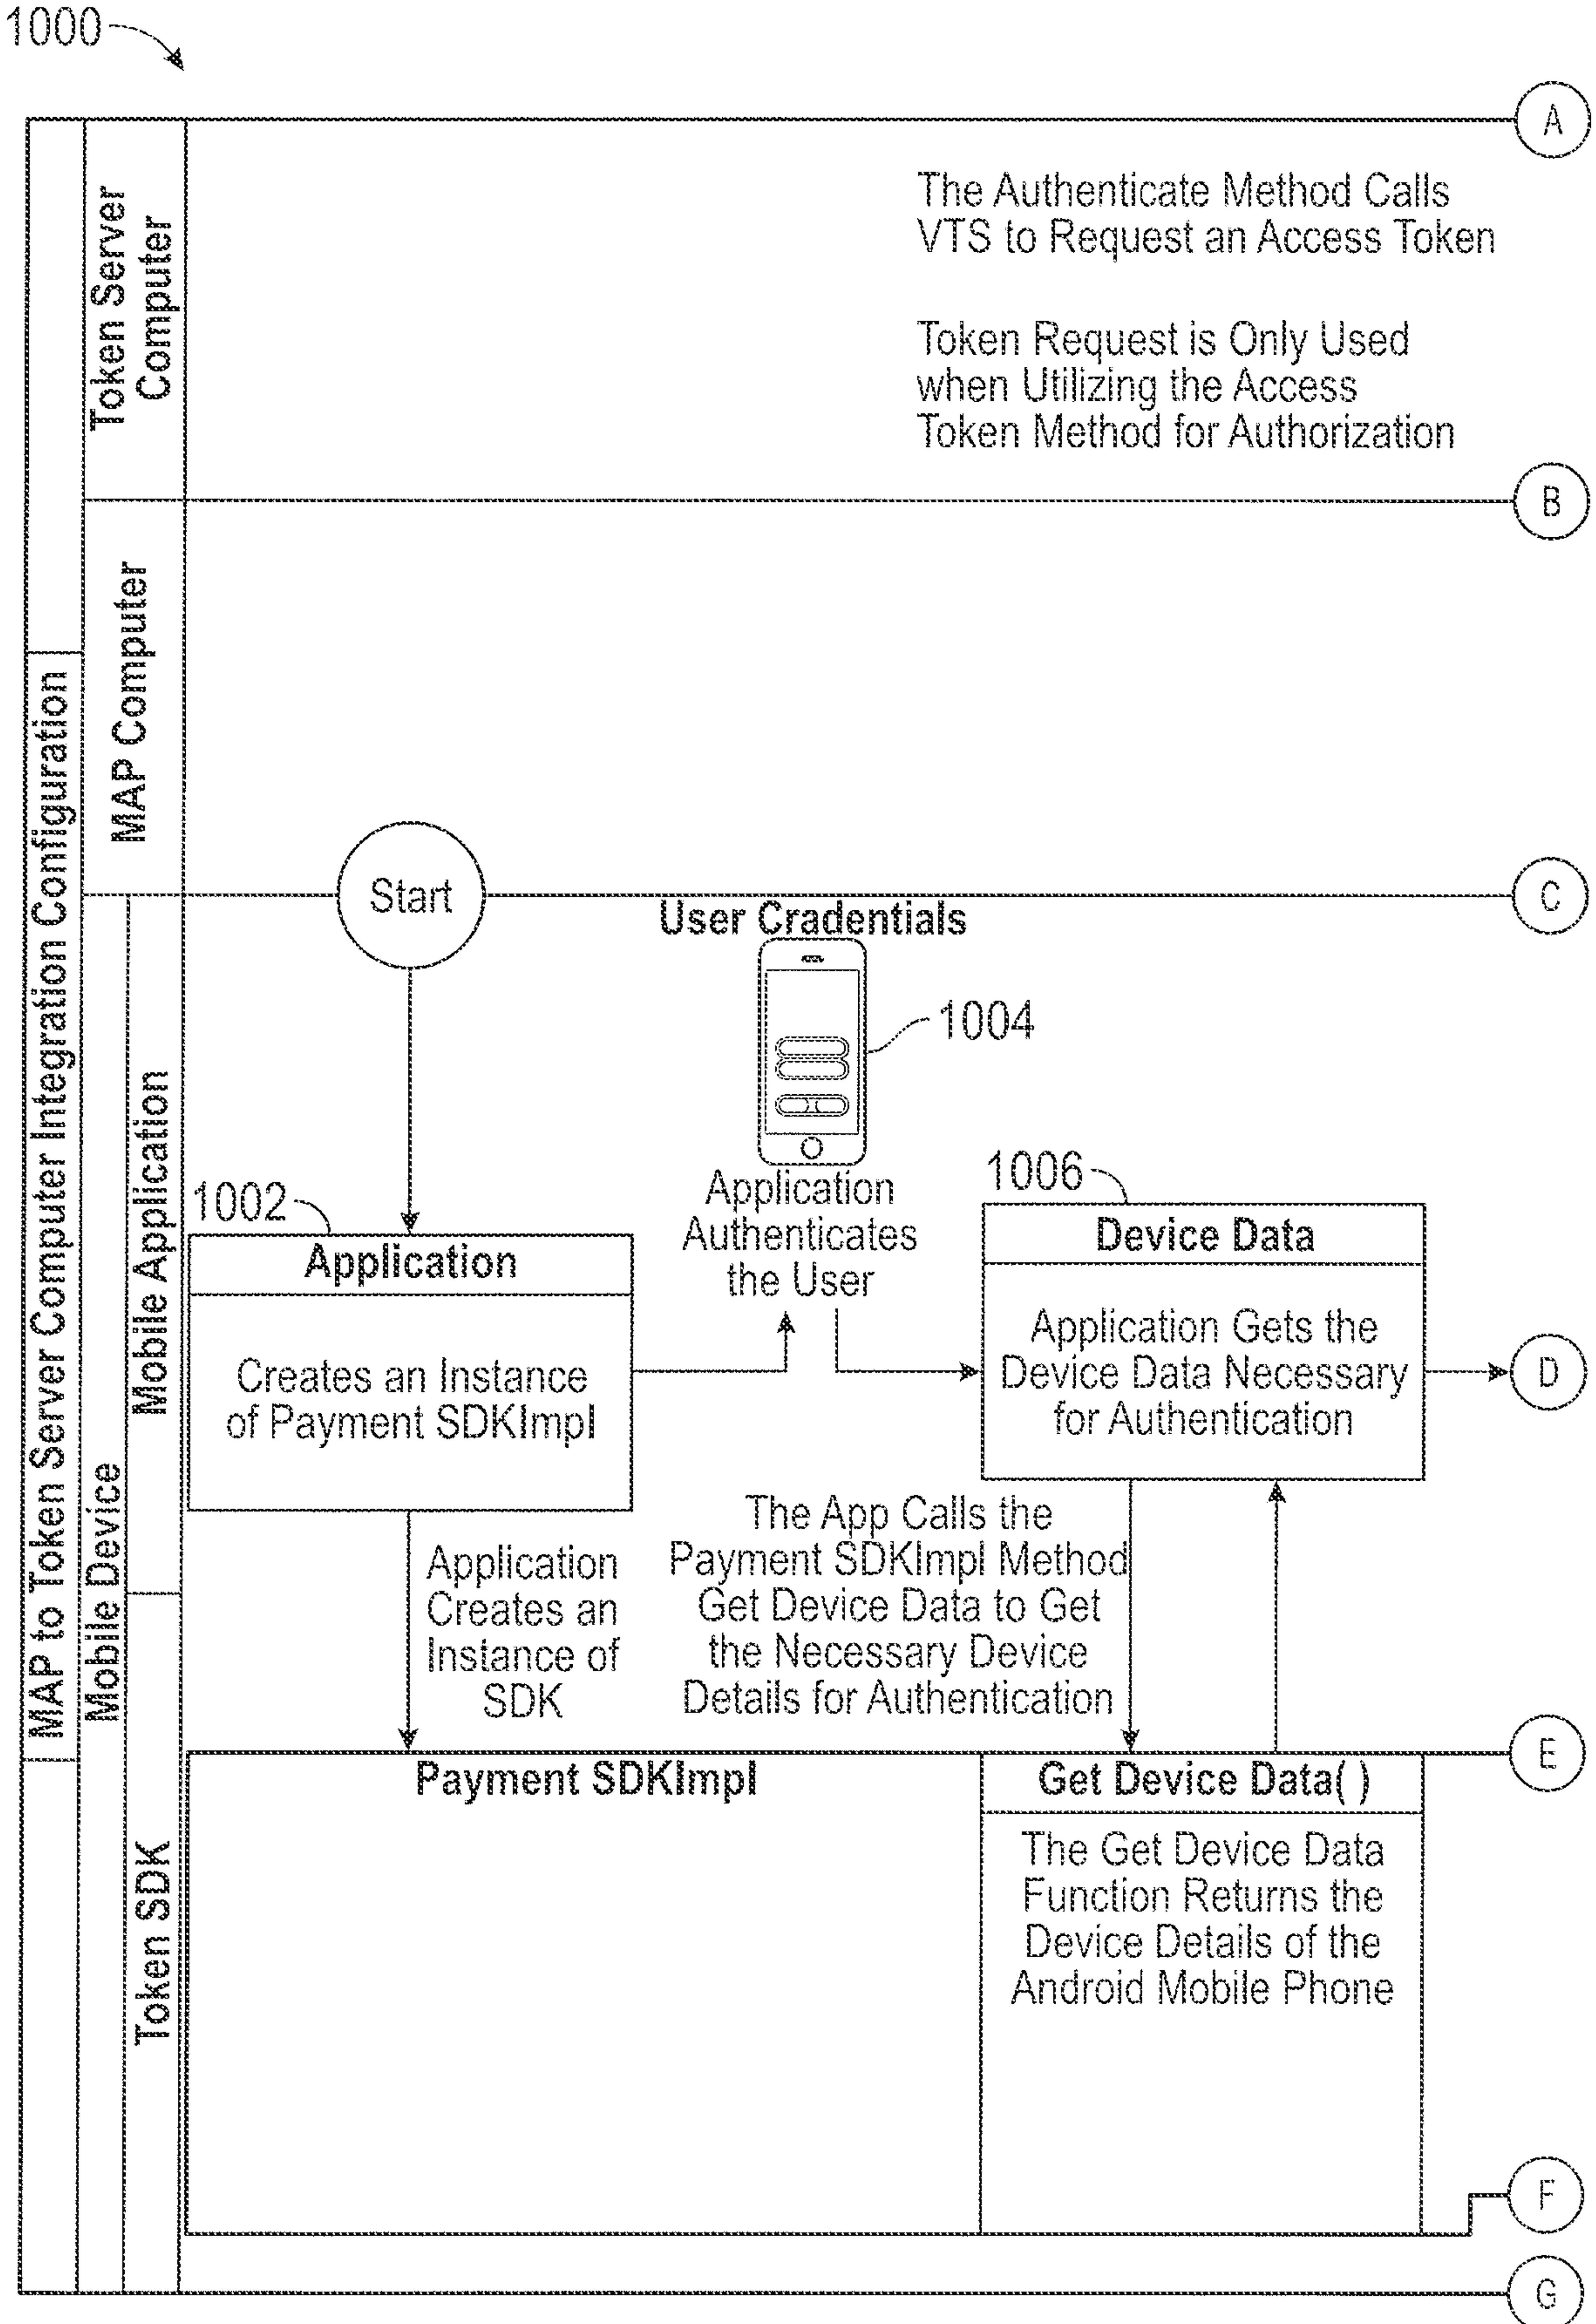 1000
A
The Authenticate Method Calls
VTS to Request an Access Token
Token Request is Only Used
when Utilizing the Access
Token Method for Authorization
B
MAP to Token Server Computer Integration Configuration
Token Server
Computer
MAP Computer
Mobile Device
Mobile Application
Token SDK
Start
C
User Cradentials
1004
Application
Authenticates
the User
1002
Application
Creates an Instance
of Payment SDKImpl
1006
Device Data
Application Gets the
Device Data Necessary
for Authentication
D
Application
Creates an
Instance of
SDK
The App Calls the
Payment SDKImpl Method
Get Device Data to Get
the Necessary Device
Details for Authentication
E
Payment SDKImpl
Get Device Data( )
The Get Device Data
Function Returns the
Device Details of the
Android Mobile Phone
F
G